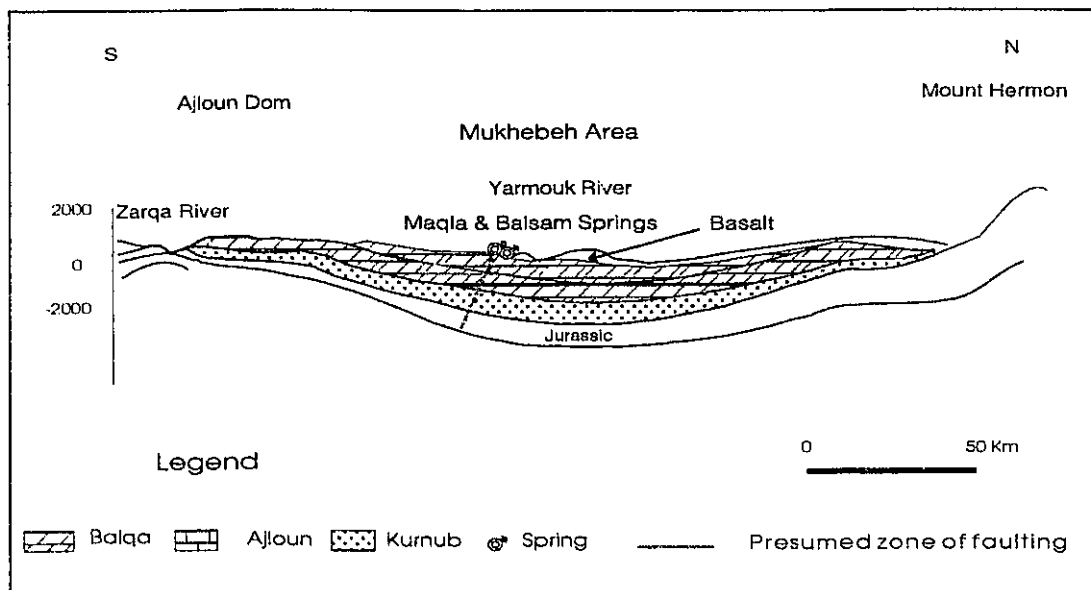 S
N
Ajloun Dom
Mount Hermon
Mukhebeh Area
Yarmouk River
2000
Zarqa River
Maqla & Balsam Springs
Basalt
0
-2000
Jurassic
0
50 Km
Legend
Balqa
Ajloun
Kurnub
Spring
Presumed zone of faulting